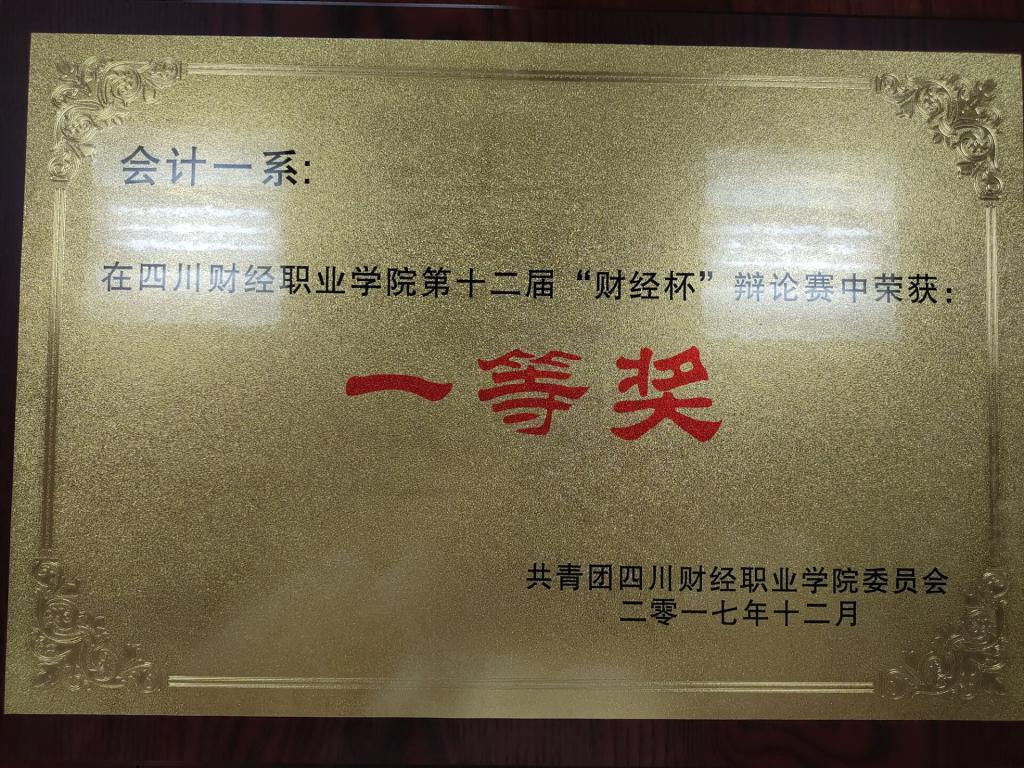 会计一系:
在四川财经职业学院第十二届“财经杯”辩论赛中荣获：
一等奖
共青团四川财经职业学院委员会
二零一七年十二月